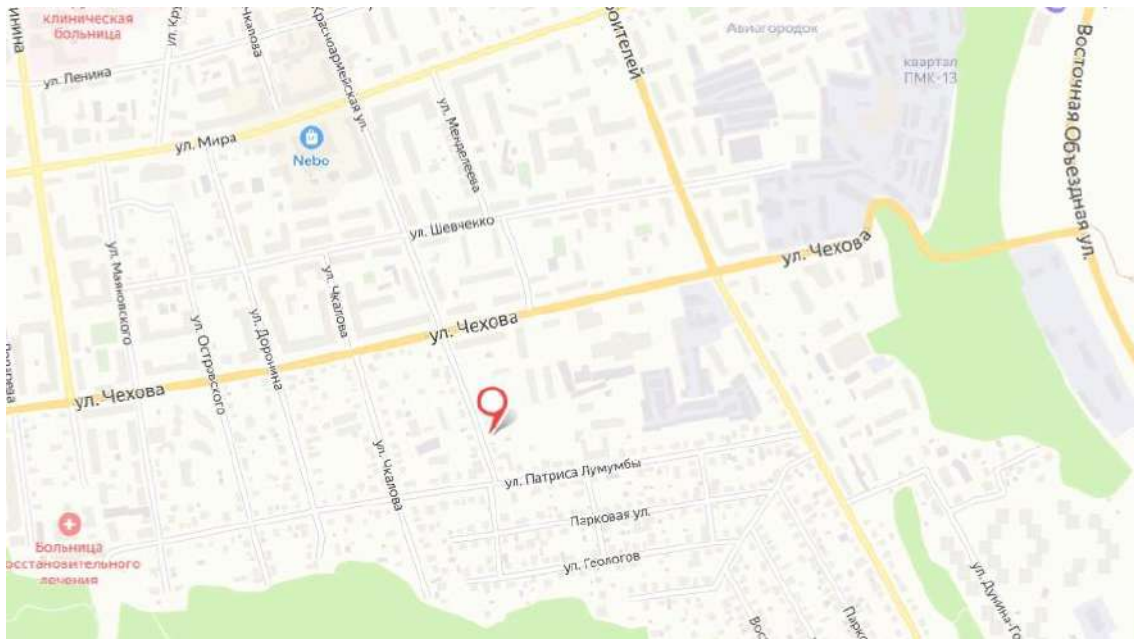 клиническая
больница
ул. Ленина
Чкалова
Красноармейская ул.
ул. Мира
Nebo
ул. Менделеева
Авиагородок
квартал
ПМК-13
Восточная Объездная ул.
ул. Шевченко
ул. Чехова
ул. Чехова
ул. Чехова
ул. Маяковского
ул. Островского
ул. Доронина
ул. Чкалова
ул. Чкалова
ул. Патриса Лумумбы
Парковая ул.
ул. Геологов
Больница
осстановительного
лечения